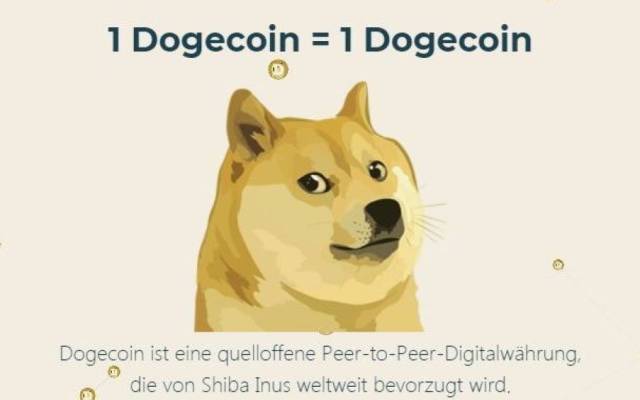 1 Dogecoin = 1 Dogecoin
Dogecoin ist eine quelloffene Peer-to-Peer-Digitalwährung,
die von Shiba Inus weltweit bevorzugt wird.